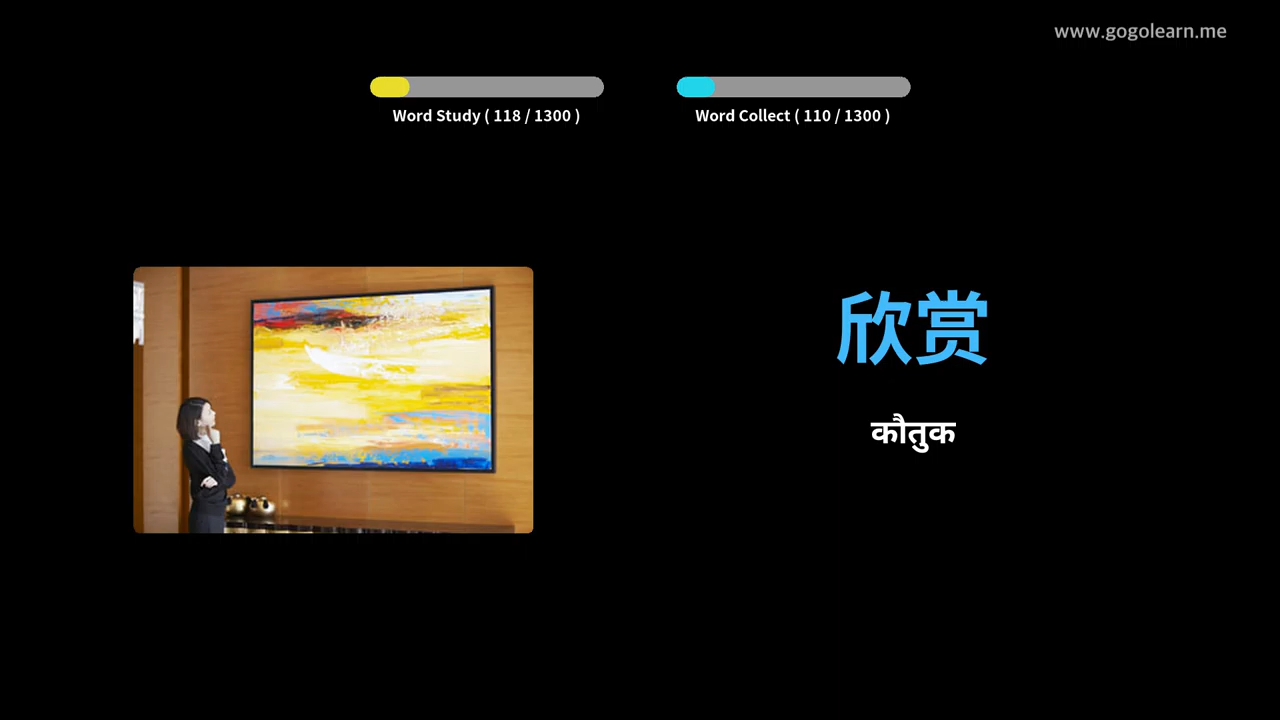 www.gogolearn.me
Word Study ( 118 / 1300 )
Word Collect ( 110 / 1300 )
欣赏
कौतुक